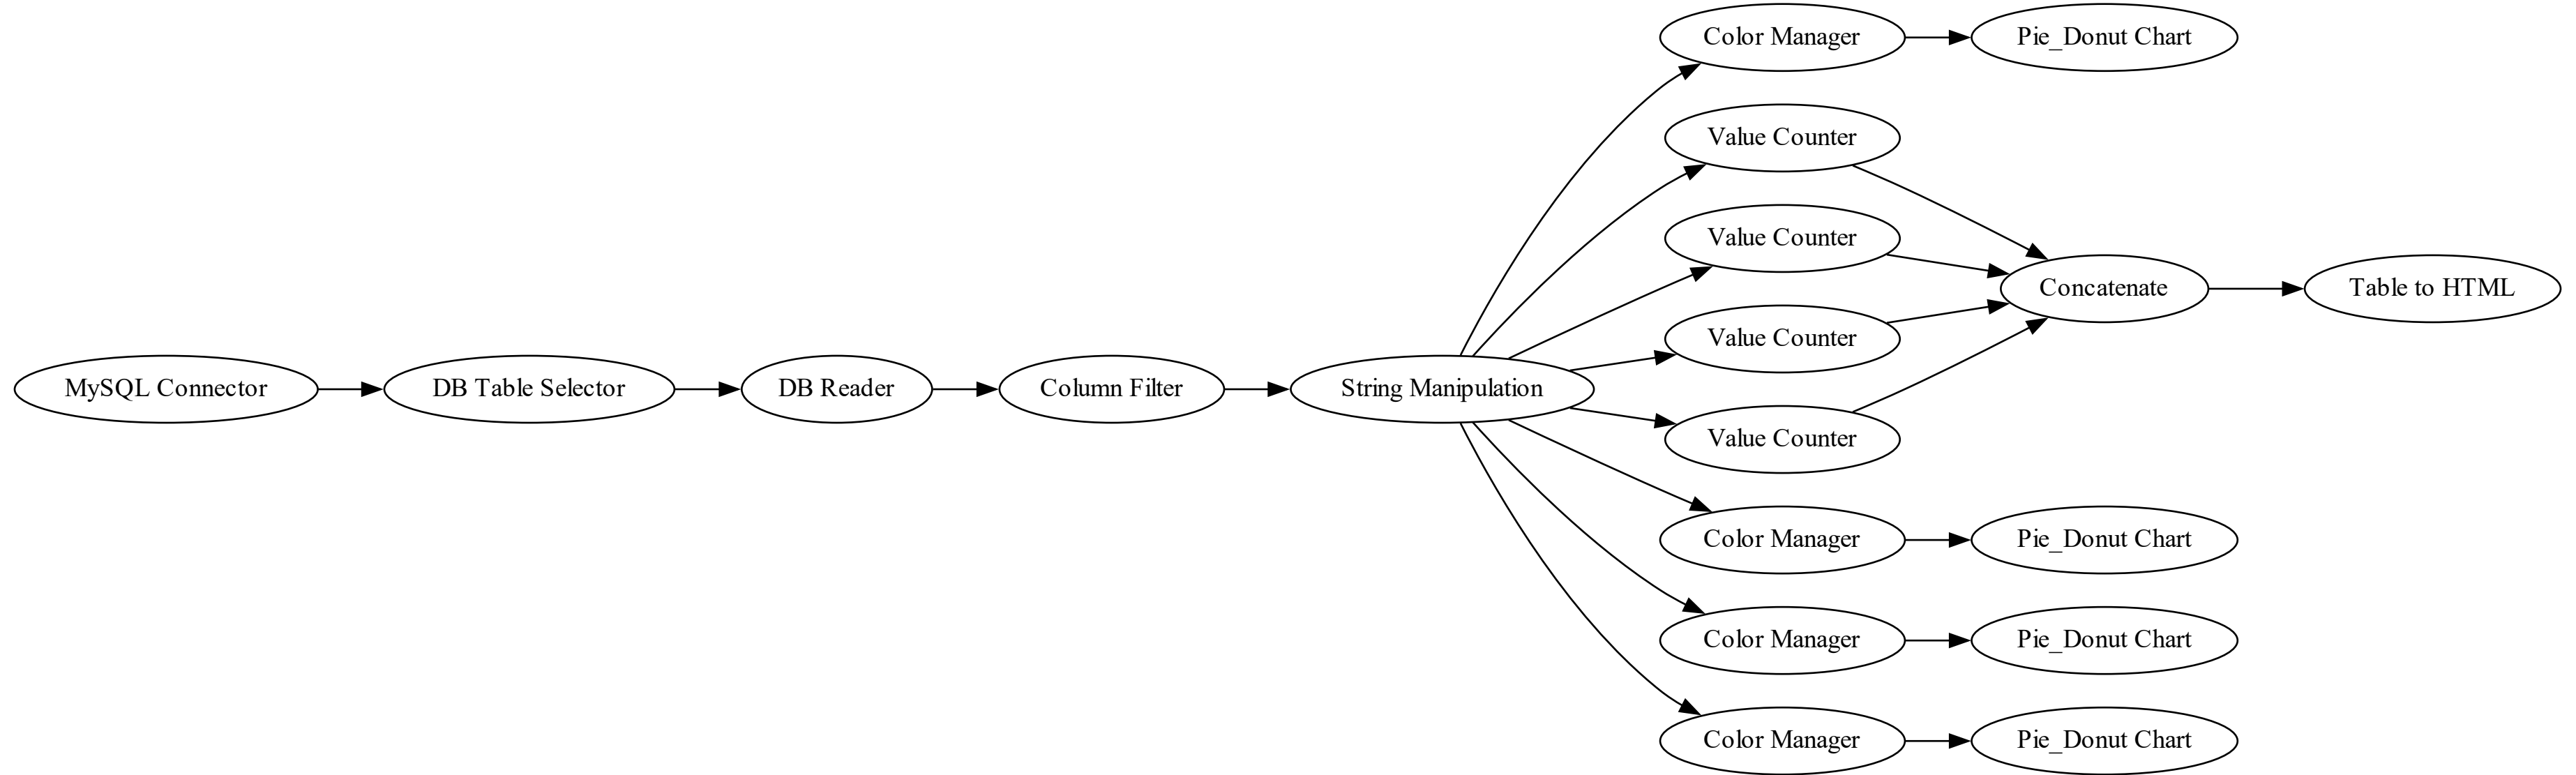 Color Manager
Pie_Donut Chart
Value Counter
Value Counter
Concatenate
Table to HTML
Value Counter
MySQL Connector
DB Table Selector
DB Reader
Column Filter
String Manipulation
Value Counter
Color Manager
Pie_Donut Chart
Color Manager
Pie_Donut Chart
Color Manager
Pie_Donut Chart